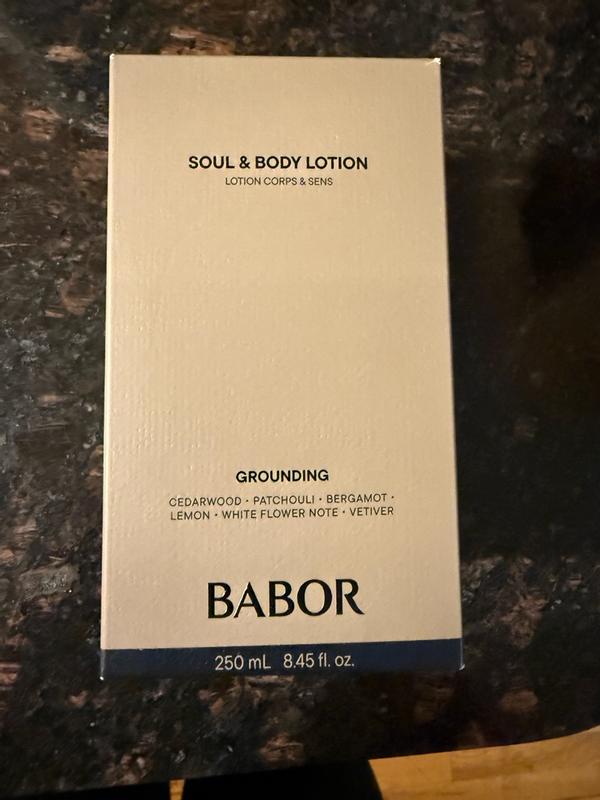 SOUL & BODY LOTION
LOTION CORPS & SENS
GROUNDING
CEDARWOOD · PATCHOULI · BERGAMOT ·
LEMON · WHITE FLOWER NOTE · VETIVER
BABOR
250 mL 8.45 fl. oz.